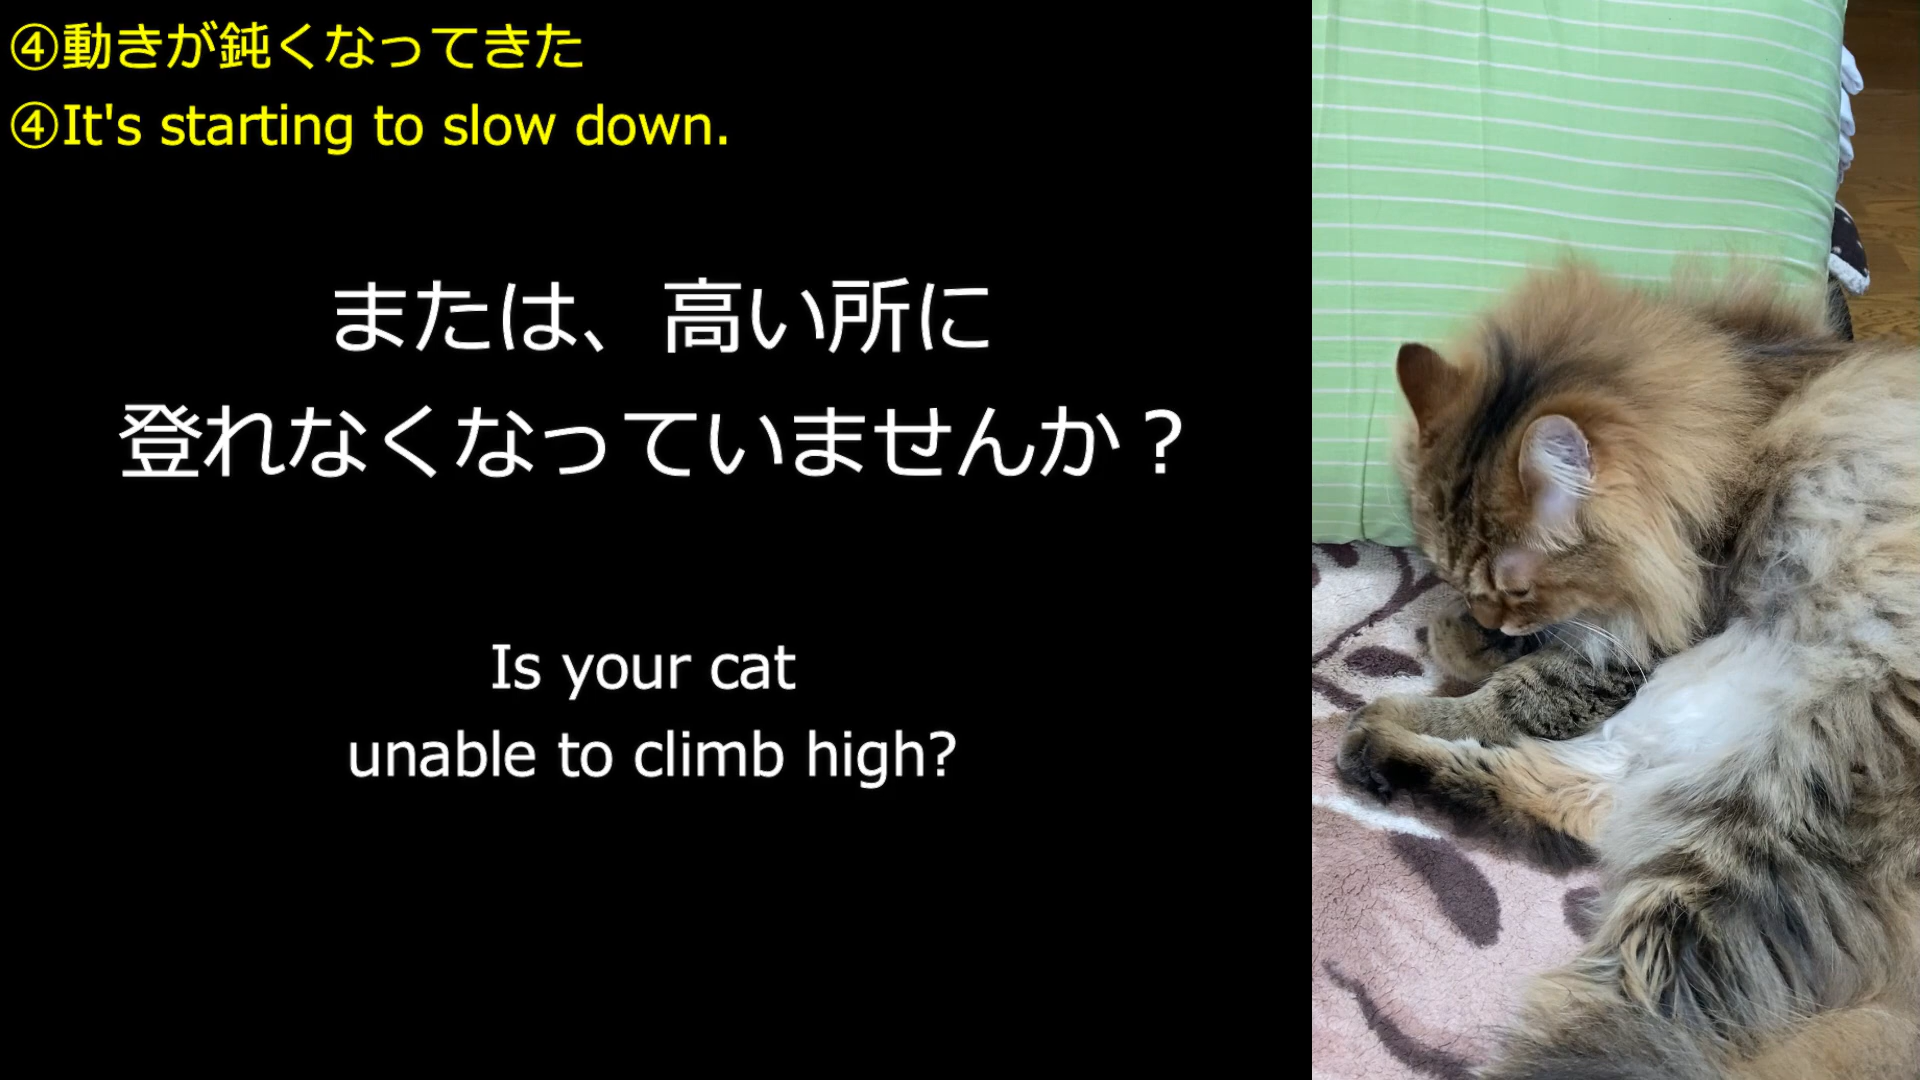 ④動きが鈍くなってきた
④It's starting to slow down.
または、高い所に
登れなくなっていませんか？
Is your cat
unable to climb high?